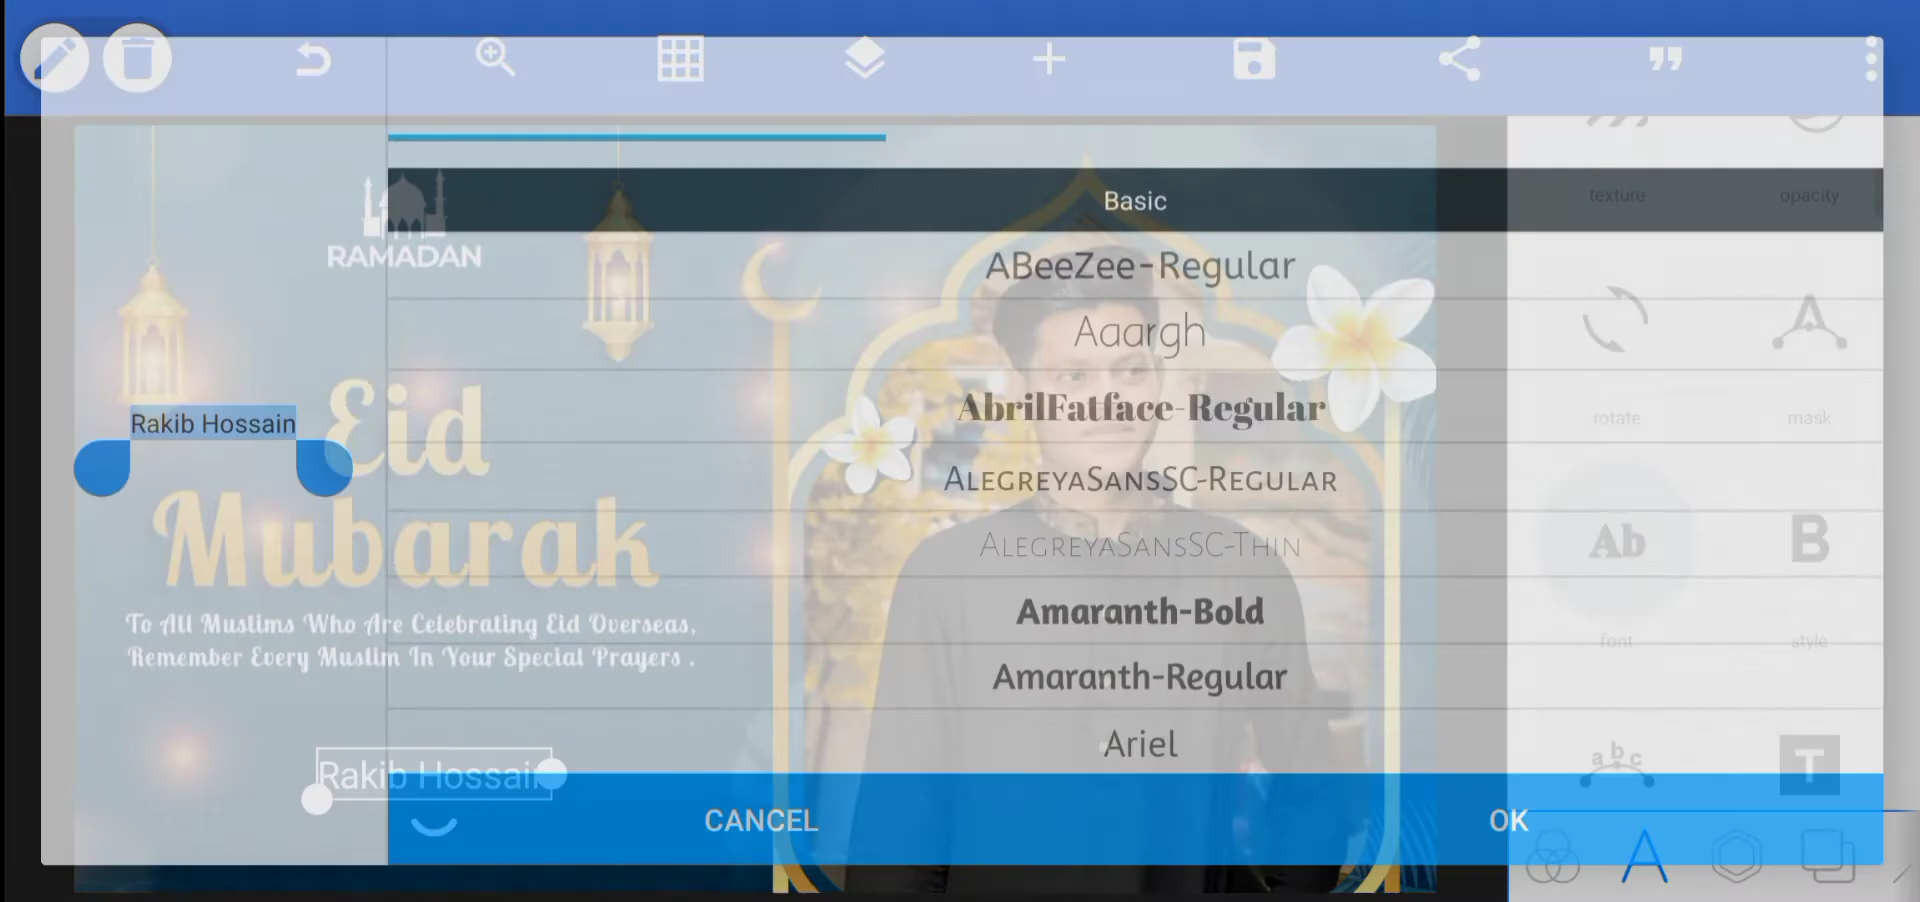 Basic
texture
opacity
RAMADAN
ABeeZee-Regular
Aaargh
AbrilFatface-Regular
rotate
mask
Rakib Hossain
Eid
Mubarak
AlegreyaSansSC-Regular
AlegreyaSansSC-Thin
Ab
B
Amaranth-Bold
To All Muslims Who Are Celebrating Eid Overseas,
Remember Every Muslim In Your Special Prayers .
font
style
Amaranth-Regular
Ariel
abc
T
Rakib Hossain
CANCEL
OK
A